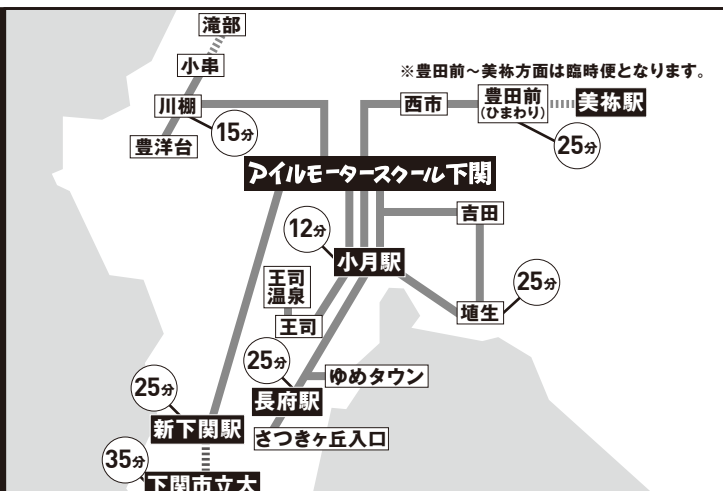 滝部
小串
※豊田前～美祢方面は臨時便となります。
川棚
西市
豊田前
(ひまわり)
美祢駅
15分
豊洋台
25分
アイルモータースクール下関
吉田
12分
小月駅
王司
温泉
25分
王司
埴生
25分
ゆめタウン
長府駅
25分
新下関駅
さつきヶ丘入口
35分
下関市立大